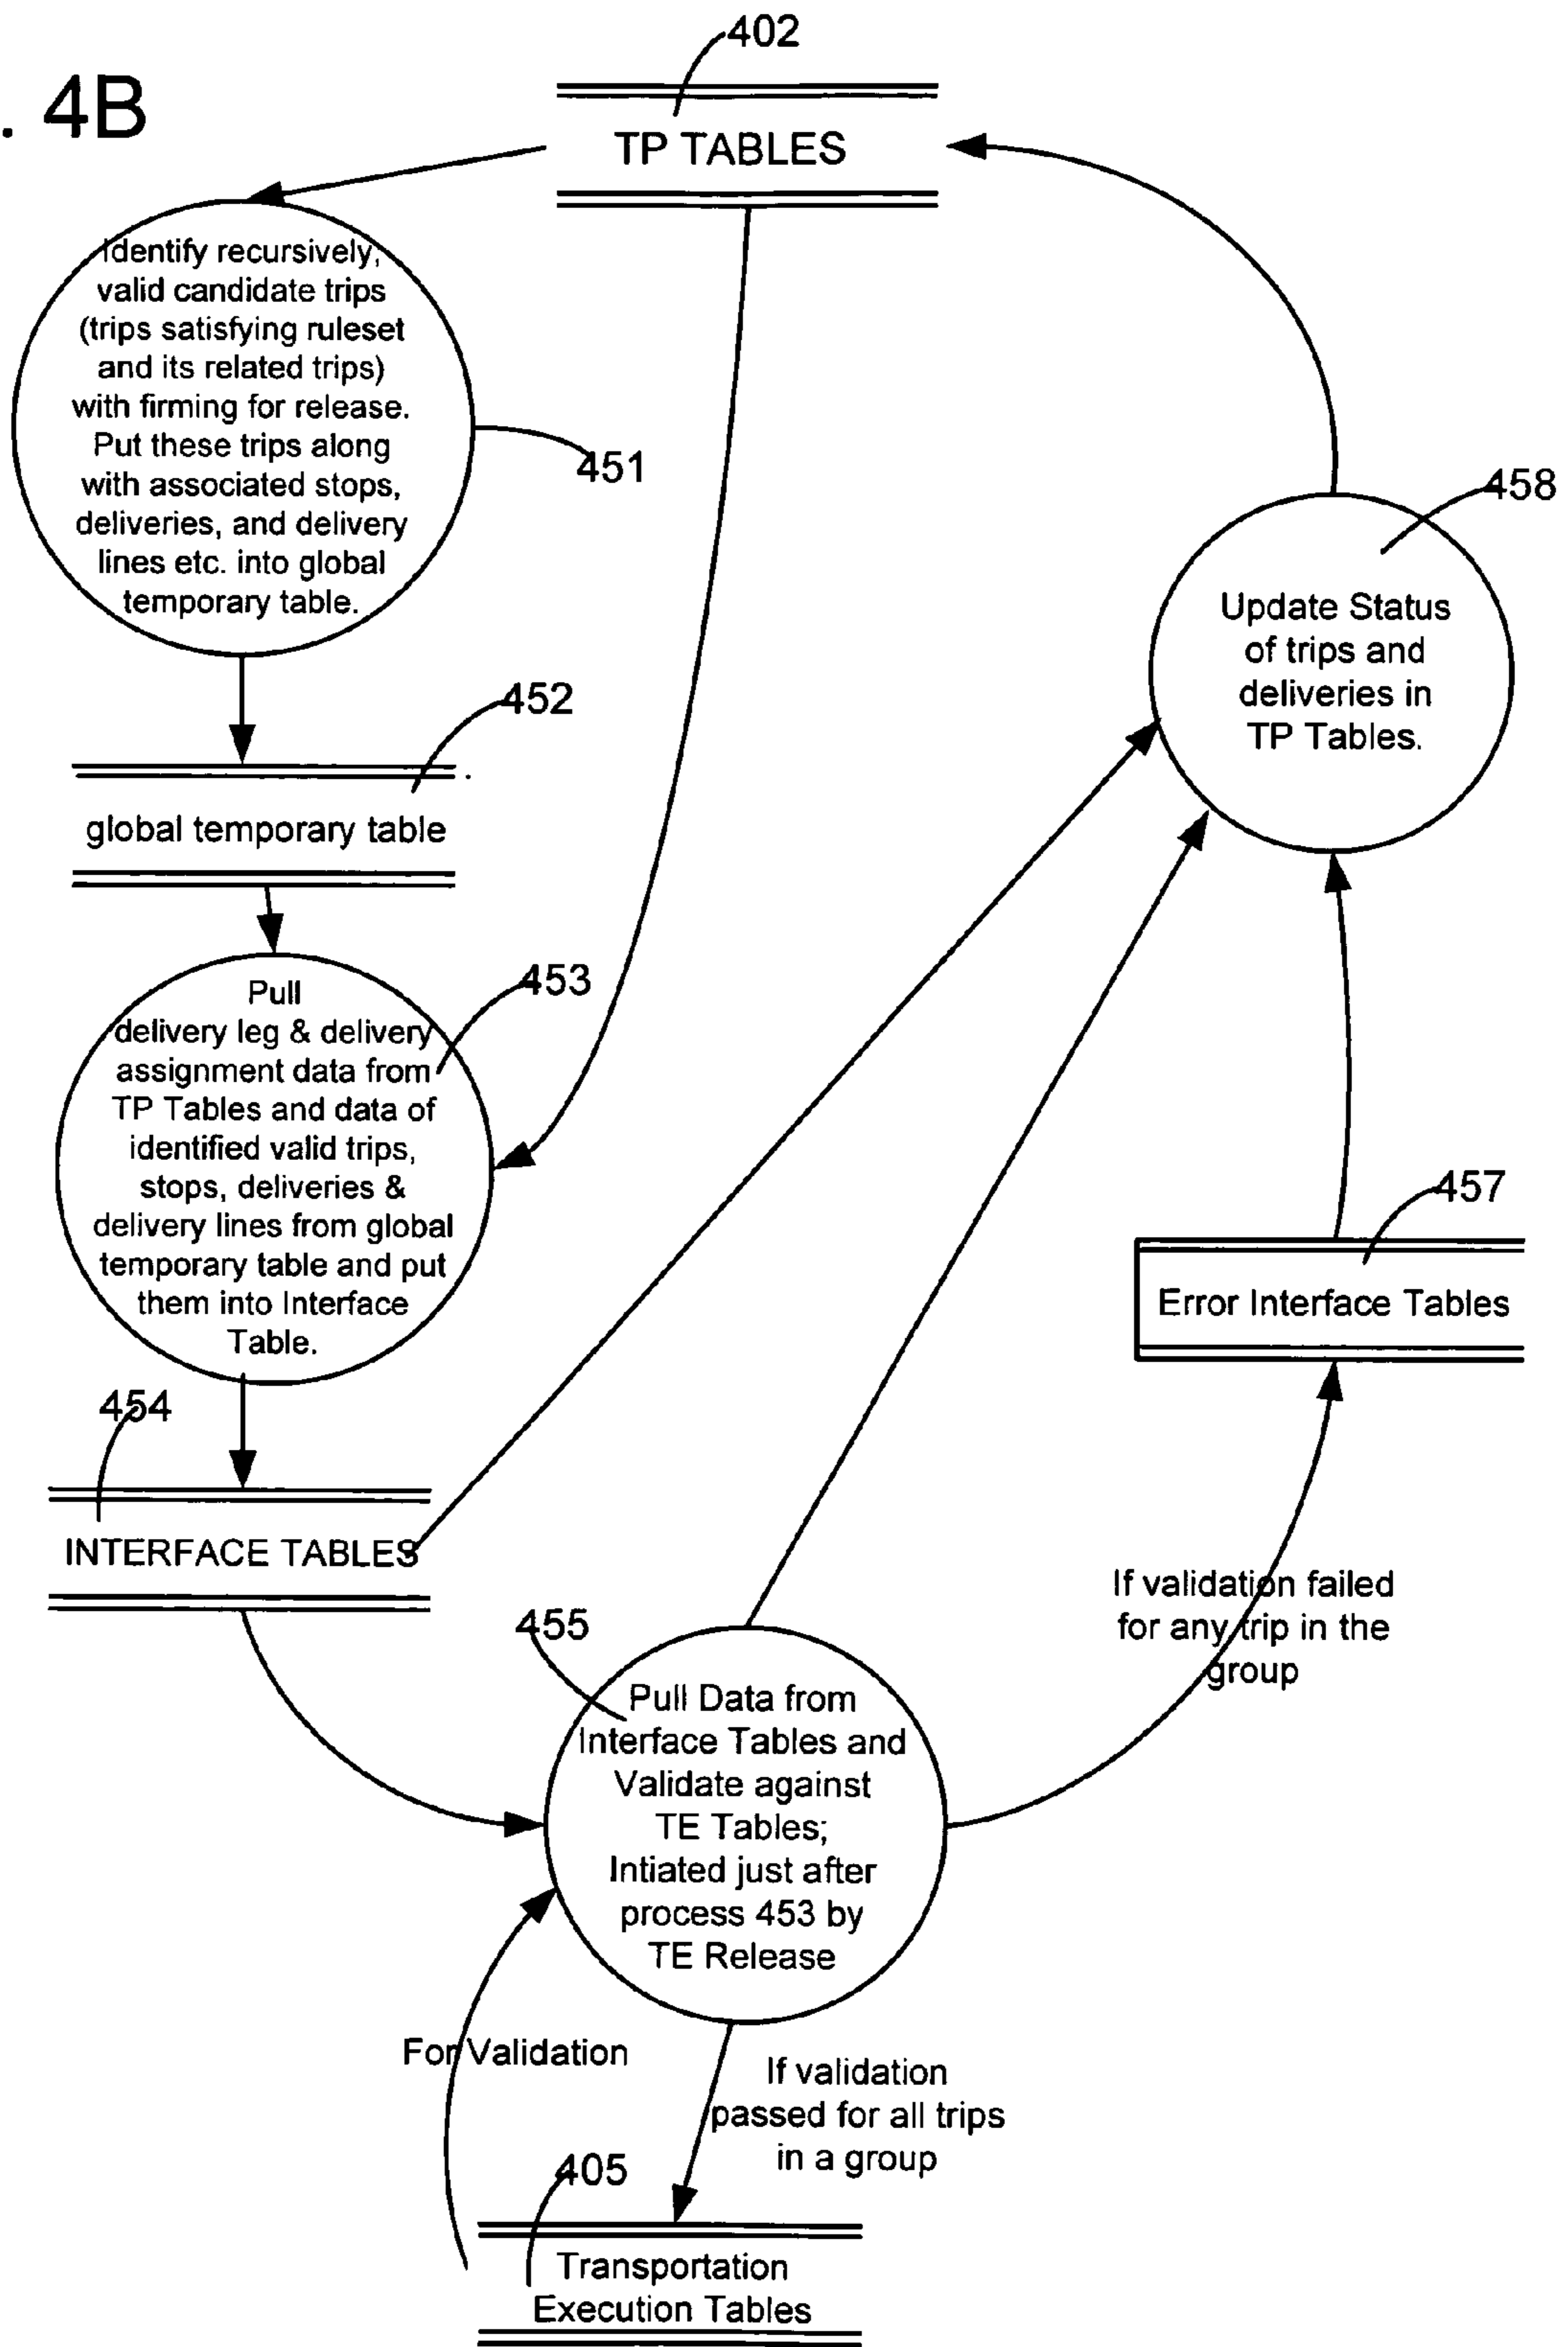 . 4B
402
TP TABLES
Identify recursively,
valid candidate trips
(trips satisfying ruleset
and its related trips)
with firming for release.
Put these trips along
with associated stops,
deliveries, and delivery
lines etc. into global
temporary table.
451
458
Update Status
of trips and
deliveries in
TP Tables.
452
global temporary table
453
Pull
delivery leg & delivery
assignment data from
TP Tables and data of
identified valid trips,
stops, deliveries &
delivery lines from global
temporary table and put
them into Interface
Table.
457
Error Interface Tables
454
INTERFACE TABLES
If validation failed
for any trip in the
group
455
Pull Data from
Interface Tables and
Validate against
TE Tables;
Intiated just after
process 453 by
TE Release
For Validation
If validation
passed for all trips
in a group
405
Transportation
Execution Tables